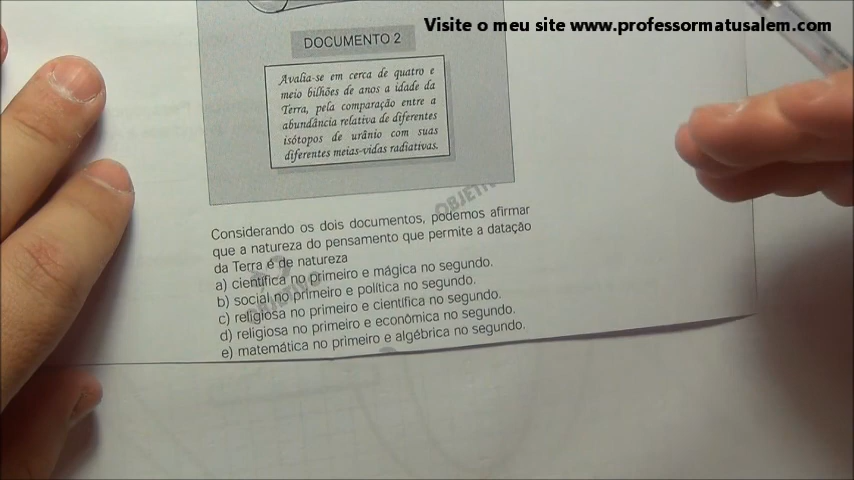 Visite o meu site www.professormatusalem.com
DOCUMENTO 2
Avalia-se em cerca de quatro e
meio bilhões de anos a idade da
Terra, pela comparação entre a
abundância relativa de diferentes
isótopos de urânio com suas
diferentes meias-vidas radiativas.
Considerando os dois documentos, podemos afirmar
que a natureza do pensamento que permite a datação
da Terra é de natureza
a) científica no primeiro e mágica no segundo.
b) social no primeiro e política no segundo.
c) religiosa no primeiro e científica no segundo.
d) religiosa no primeiro e econômica no segundo.
e) matemática no primeiro e algébrica no segundo.